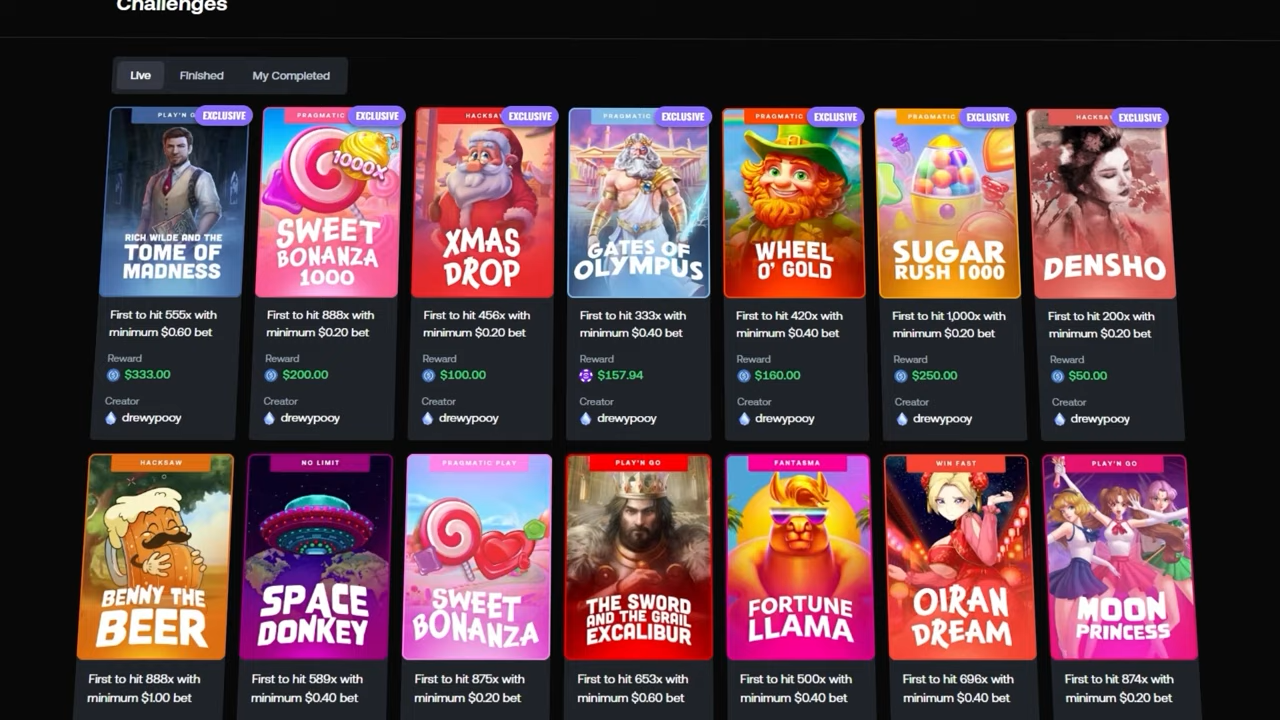 Challenges
Live
Finished
My Completed
PLAY'N G
EXCLUSIVE
RICH WILDE AND THE
TOME OF
MADNESS
First to hit 555x with
minimum $0.60 bet
Reward
$333.00
Creator
drewypooy
PRAGMATIC
EXCLUSIVE
1000X
SWEET
BONANZA
1000
First to hit 888x with
minimum $0.20 bet
Reward
$200.00
Creator
drewypooy
HACKSAW
EXCLUSIVE
XMAS
DROP
First to hit 456x with
minimum $0.20 bet
Reward
$100.00
Creator
drewypooy
PRAGMATIC
EXCLUSIVE
GATES OF
OLYMPUS
First to hit 333x with
minimum $0.40 bet
Reward
$157.94
Creator
drewypooy
PRAGMATIC
EXCLUSIVE
WHEEL
O' GOLD
First to hit 420x with
minimum $0.40 bet
Reward
$160.00
Creator
drewypooy
PRAGMATIC
EXCLUSIVE
SUGAR
RUSH 1000
First to hit 1,000x with
minimum $0.20 bet
Reward
$250.00
Creator
drewypooy
HACKSAW
EXCLUSIVE
DENSHO
First to hit 200x with
minimum $0.20 bet
Reward
$50.00
Creator
drewypooy
HACKSAW
BENNY THE
BEER
First to hit 888x with
minimum $1.00 bet
NO LIMIT
SPACE
DONKEY
First to hit 589x with
minimum $0.40 bet
PRAGMATIC PLAY
SWEET
BONANZA
First to hit 875x with
minimum $0.20 bet
PLAY'N GO
THE SWORD
AND THE GRAIL
EXCALIBUR
First to hit 653x with
minimum $0.60 bet
FANTASMA
FORTUNE
LLAMA
First to hit 500x with
minimum $0.40 bet
WIN FAST
OIRAN
DREAM
First to hit 696x with
minimum $0.40 bet
PLAY'N GO
MOON
PRINCESS
First to hit 874x with
minimum $0.20 bet